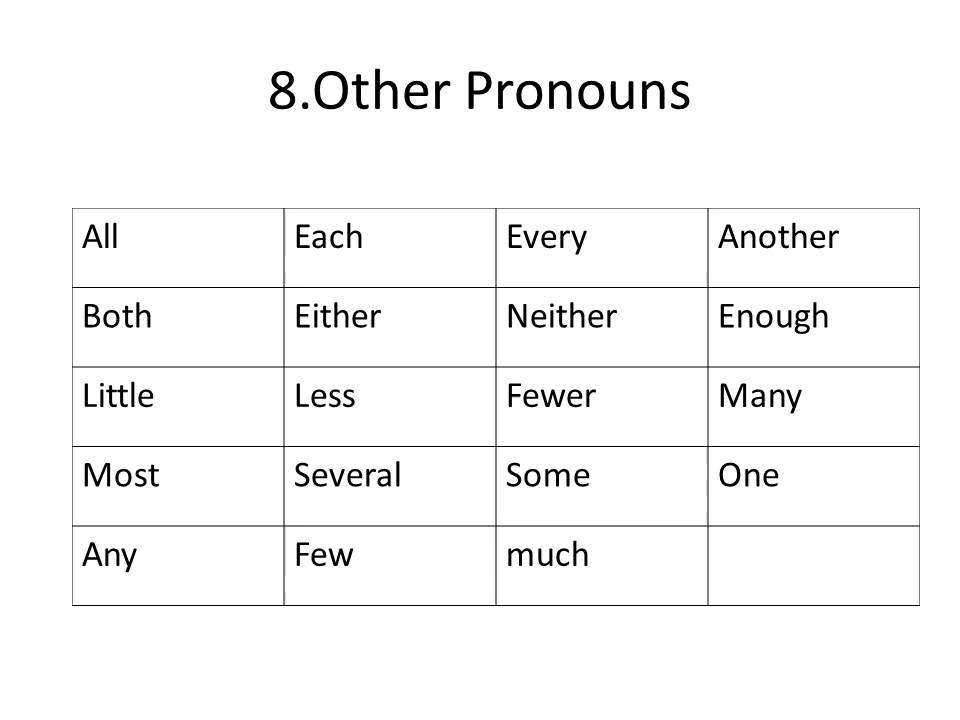 8.Other Pronouns
All Each Every Another
Both Either Neither Enough
Little Less Fewer Many
Most Several Some One
Any Few much